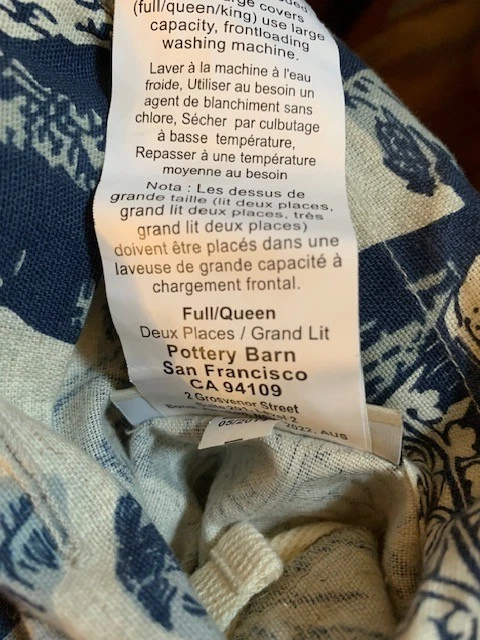 large covers
(full/queen/king) use large
capacity, frontloading
washing machine.
Laver à la machine à l'eau
froide, Utiliser au besoin un
agent de blanchiment sans
chlore, Sécher par culbutage
à basse température,
Repasser à une température
moyenne au besoin
Nota : Les dessus de
grande taille (lit deux places,
grand lit deux places, très
grand lit deux places)
doivent être placés dans une
laveuse de grande capacité à
chargement frontal.
Full/Queen
Deux Places / Grand Lit
Pottery Barn
San Francisco
CA 94109
2 Grosvenor Street
2022, AUS